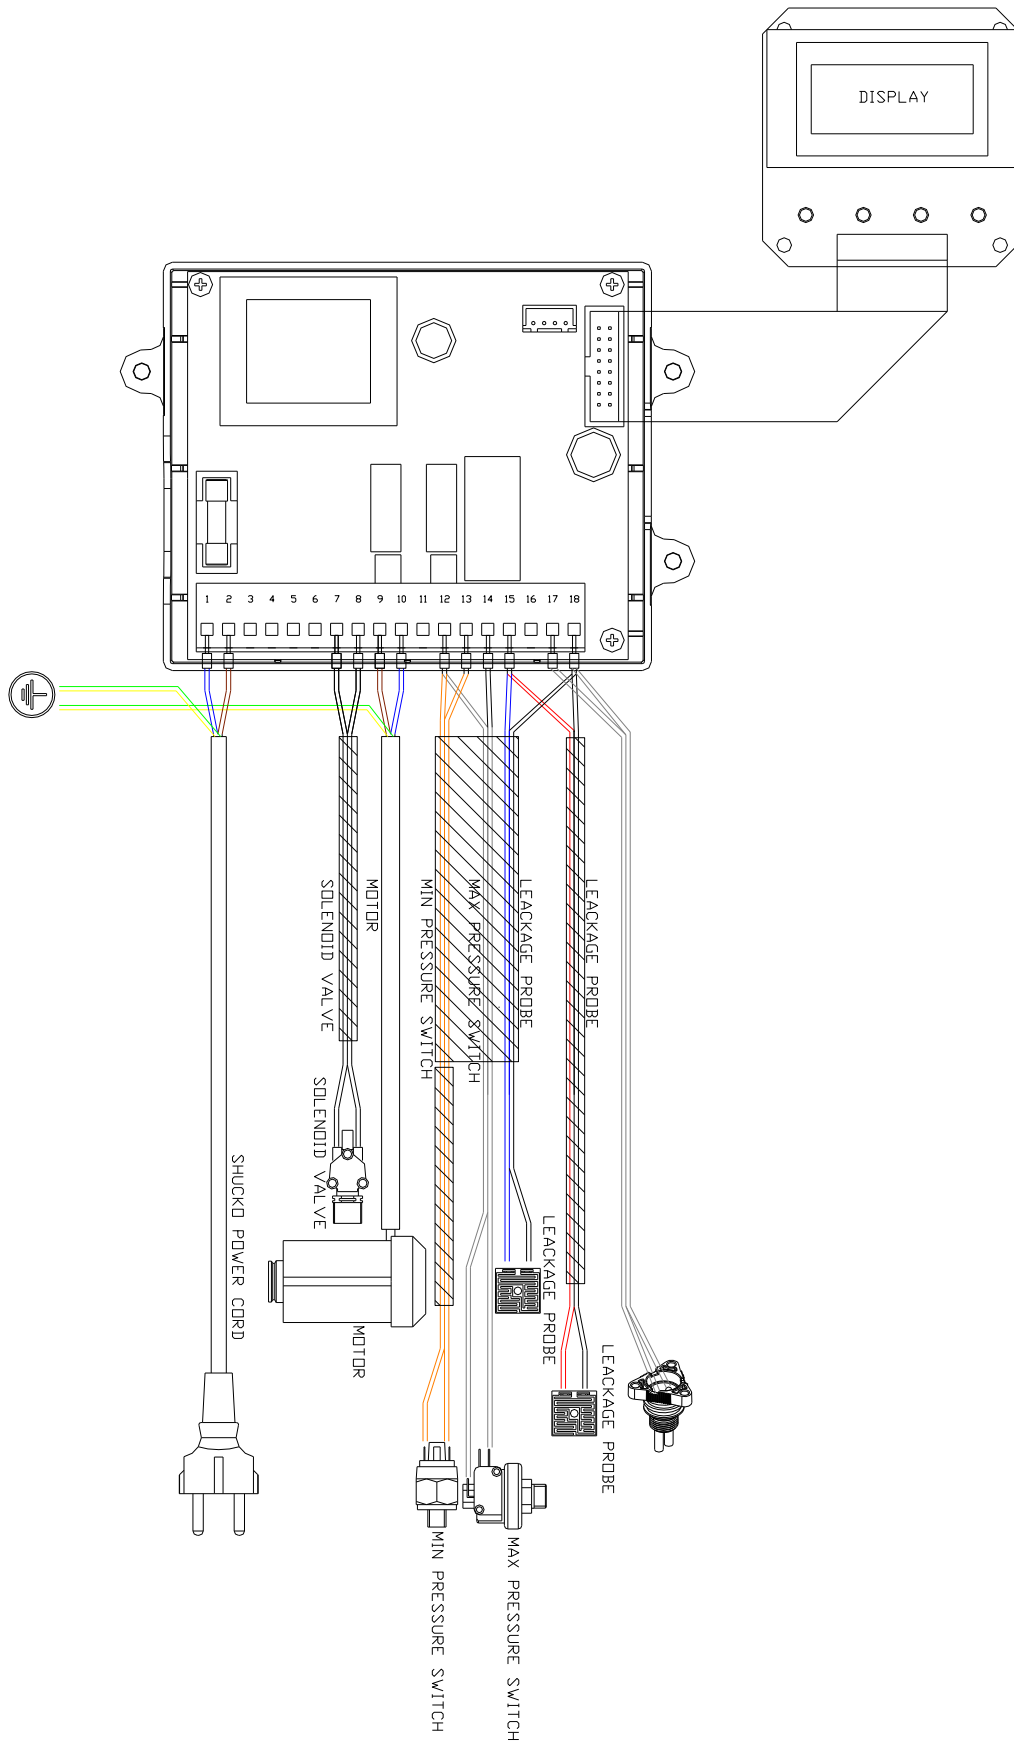 DISPLAY
1 2 3 4 5 6 7 8 9 10 11 12 13 14 15 16 17 18
SOLENOID VALVE
MOTOR
MIN PRESSURE SWITCH
MAX PRESSURE SWITCH
LEACKAGE PROBE
LEACKAGE PROBE
SOLENOID VALVE
SHUCKO POWER CORD
LEACKAGE PROBE
MOTOR
LEACKAGE PROBE
MIN PRESSURE SWITCH
MAX PRESSURE SWITCH